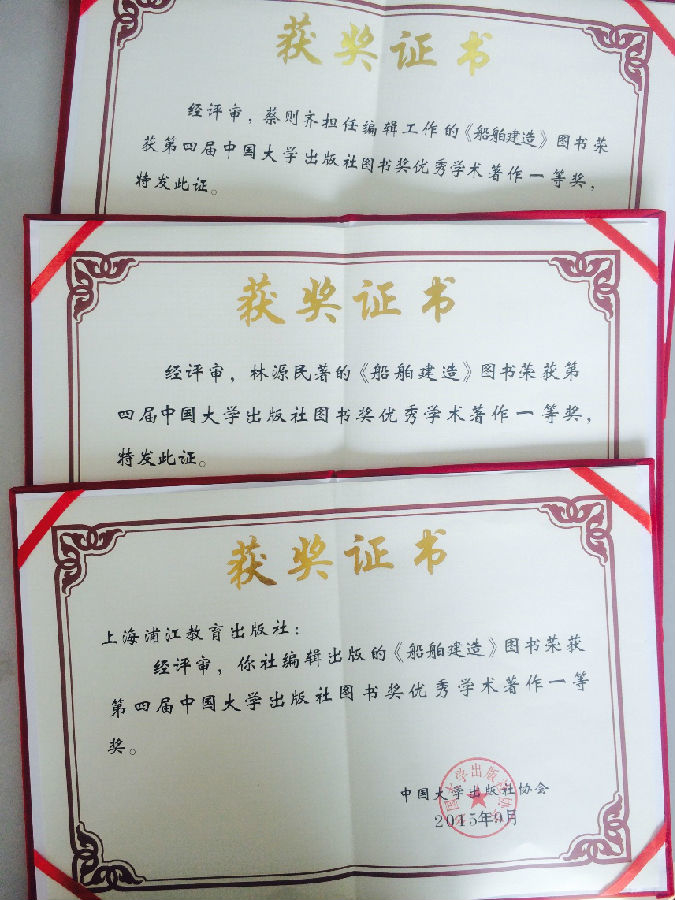 获奖证书
经评审，蔡则齐担任编辑工作的《船舶建造》图书荣
获第四届中国大学出版社图书奖优秀学术著作一等奖，
特发此证。
获奖证书
经评审，林源民著的《船舶建造》图书荣获第
四届中国大学出版社图书奖优秀学术著作一等奖，
特发此证。
获奖证书
上海浦江教育出版社：
经评审，你社编辑出版的《船舶建造》图书荣获
第四届中国大学出版社图书奖优秀学术著作一等
奖。
中国大学出版社协会
2015年9月